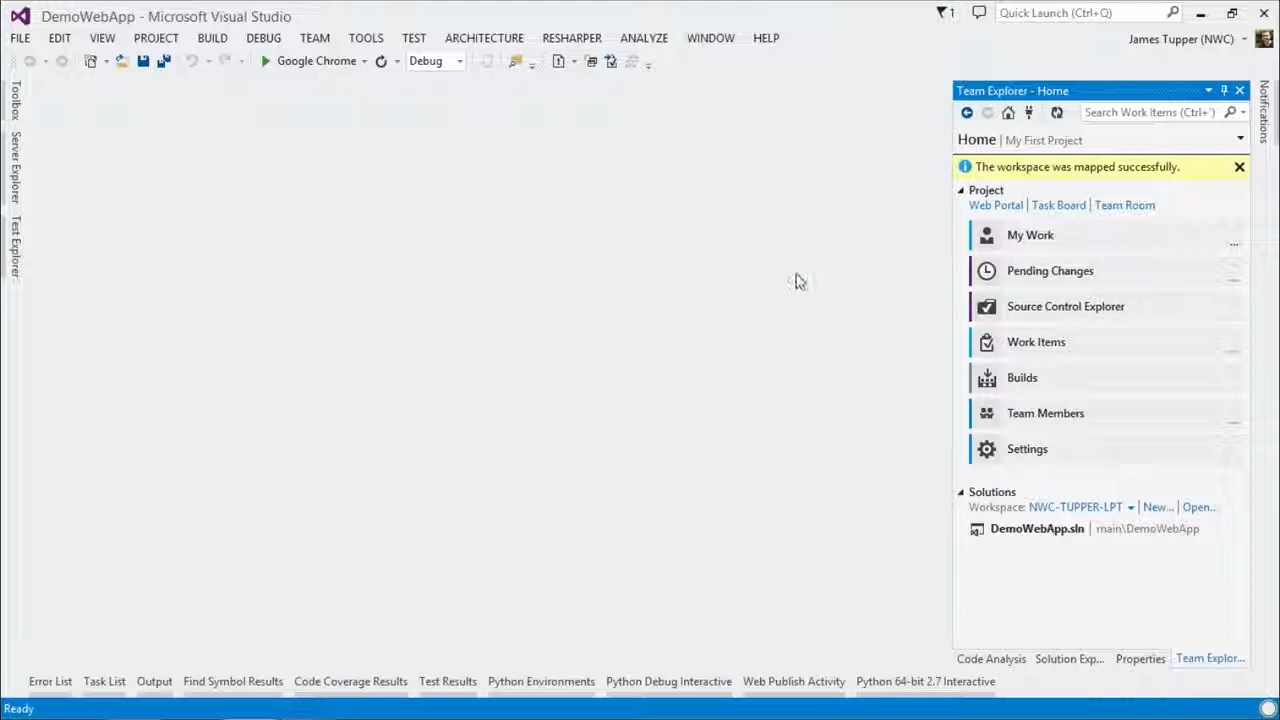 DemoWebApp - Microsoft Visual Studio
1
Quick Launch (Ctrl+Q)
FILE EDIT VIEW PROJECT BUILD DEBUG TEAM TOOLS TEST ARCHITECTURE RESHARPER ANALYZE WINDOW HELP
James Tupper (NWC)
Google Chrome Debug
Toolbox
Server Explorer
Test Explorer
Team Explorer - Home
Search Work Items (Ctrl+')
Home | My First Project
The workspace was mapped successfully.
Project
Web Portal | Task Board | Team Room
My Work
...
Pending Changes
Source Control Explorer
Work Items
Builds
Team Members
Settings
Solutions
Workspace: NWC-TUPPER-LPT | New... | Open..
DemoWebApp.sln | main\DemoWebApp
Code Analysis Solution Exp... Properties Team Explor...
Notifications
Error List Task List Output Find Symbol Results Code Coverage Results Test Results Python Environments Python Debug Interactive Web Publish Activity Python 64-bit 2.7 Interactive
Ready